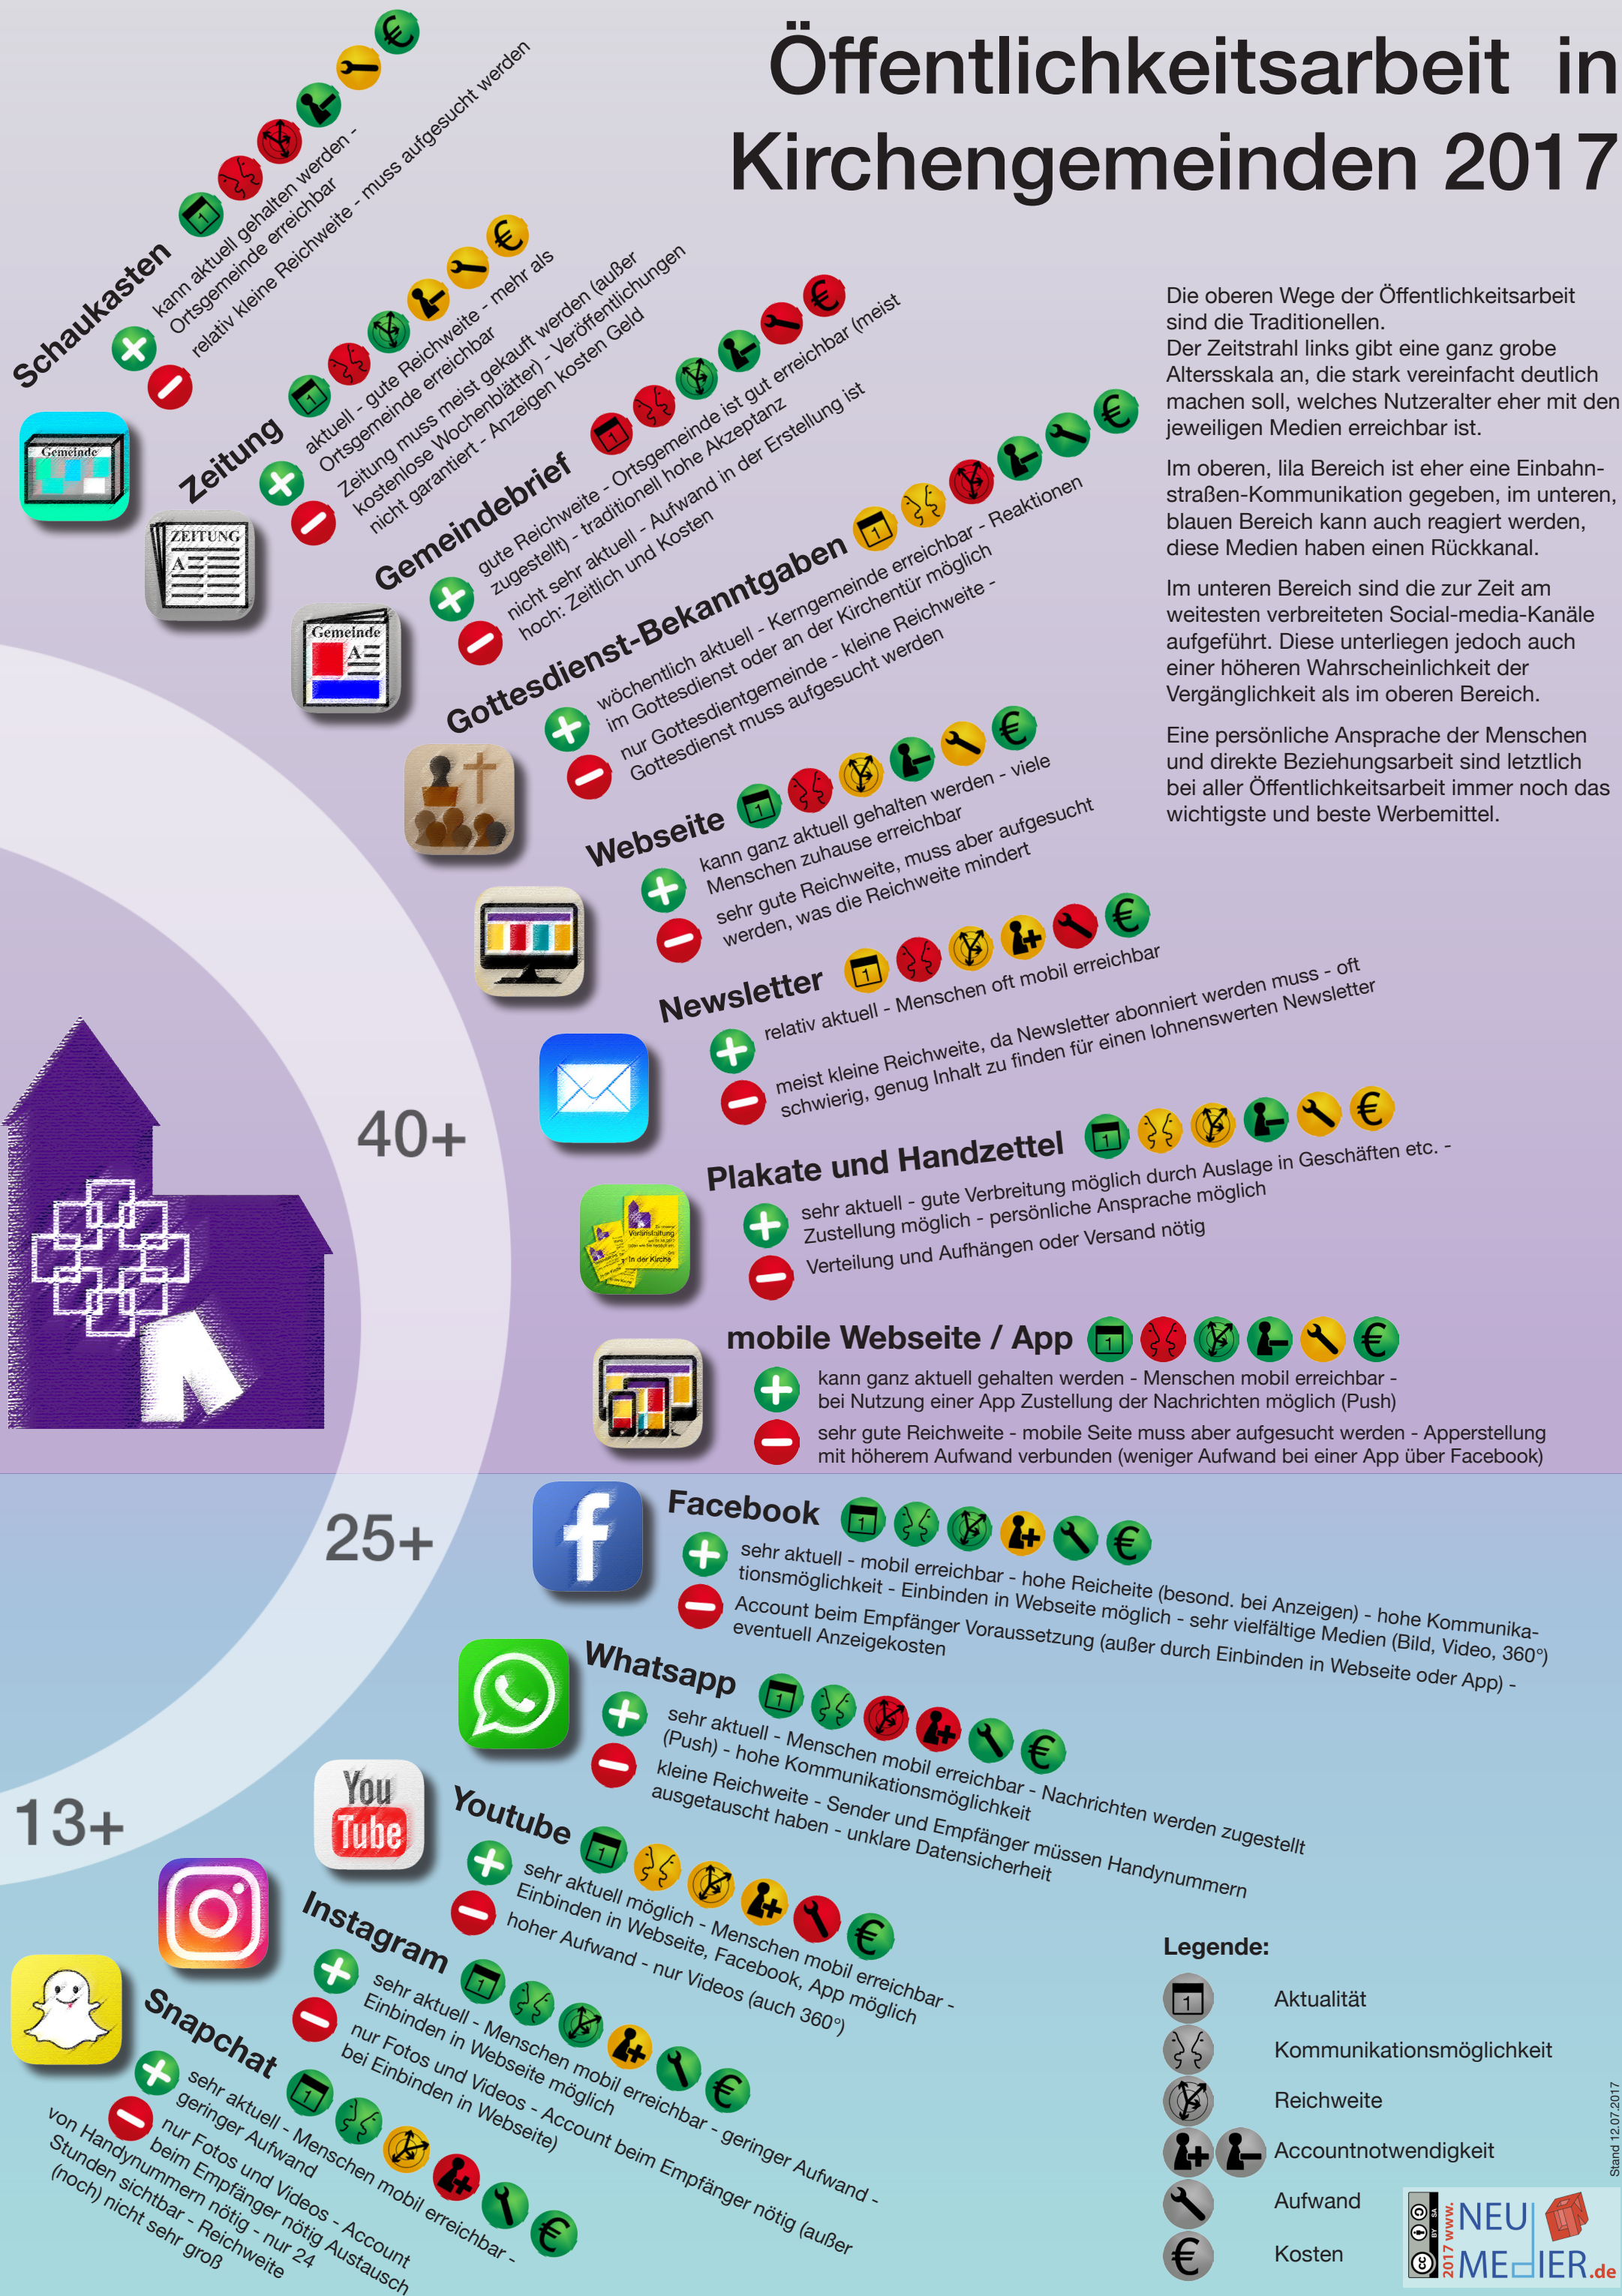 Öffentlichkeitsarbeit in
Kirchengemeinden 2017
Schaukasten
1
kann aktuell gehalten werden -
Ortsgemeinde erreichbar
relativ kleine Reichweite - muss aufgesucht werden
Gemeinde
Zeitung
1
aktuell - gute Reichweite - mehr als
Ortsgemeinde erreichbar
Zeitung muss meist gekauft werden (außer
kostenlose Wochenblätter) - Veröffentlichungen
nicht garantiert - Anzeigen kosten Geld
ZEITUNG
A
Gemeindebrief
1
gute Reichweite - Ortsgemeinde ist gut erreichbar (meist
zugestellt) - traditionell hohe Akzeptanz
nicht sehr aktuell - Aufwand in der Erstellung ist
hoch: Zeitlich und Kosten
Gemeinde
A
Gottesdienst-Bekanntgaben
1
wöchentlich aktuell - Kerngemeinde erreichbar - Reaktionen
im Gottesdienst oder an der Kirchentür möglich
nur Gottesdientgemeinde - kleine Reichweite -
Gottesdienst muss aufgesucht werden
Webseite
1
kann ganz aktuell gehalten werden - viele
Menschen zuhause erreichbar
sehr gute Reichweite, muss aber aufgesucht
werden, was die Reichweite mindert
Newsletter
1
relativ aktuell - Menschen oft mobil erreichbar
meist kleine Reichweite, da Newsletter abonniert werden muss - oft
schwierig, genug Inhalt zu finden für einen lohnenswerten Newsletter
Plakate und Handzettel
1
sehr aktuell - gute Verbreitung möglich durch Auslage in Geschäften etc. -
Zustellung möglich - persönliche Ansprache möglich
Verteilung und Aufhängen oder Versand nötig
Veranstaltung
In der Kirche
mobile Webseite / App
1
kann ganz aktuell gehalten werden - Menschen mobil erreichbar -
bei Nutzung einer App Zustellung der Nachrichten möglich (Push)
sehr gute Reichweite - mobile Seite muss aber aufgesucht werden - Apperstellung
mit höherem Aufwand verbunden (weniger Aufwand bei einer App über Facebook)
Die oberen Wege der Öffentlichkeitsarbeit
sind die Traditionellen.
Der Zeitstrahl links gibt eine ganz grobe
Altersskala an, die stark vereinfacht deutlich
machen soll, welches Nutzeralter eher mit den
jeweiligen Medien erreichbar ist.
Im oberen, lila Bereich ist eher eine Einbahn-
straßen-Kommunikation gegeben, im unteren,
blauen Bereich kann auch reagiert werden,
diese Medien haben einen Rückkanal.
Im unteren Bereich sind die zur Zeit am
weitesten verbreiteten Social-media-Kanäle
aufgeführt. Diese unterliegen jedoch auch
einer höheren Wahrscheinlichkeit der
Vergänglichkeit als im oberen Bereich.
Eine persönliche Ansprache der Menschen
und direkte Beziehungsarbeit sind letztlich
bei aller Öffentlichkeitsarbeit immer noch das
wichtigste und beste Werbemittel.
40+
25+
13+
Facebook
1
sehr aktuell - mobil erreichbar - hohe Reicheite (besond. bei Anzeigen) - hohe Kommunika-
tionsmöglichkeit - Einbinden in Webseite möglich - sehr vielfältige Medien (Bild, Video, 360°)
Account beim Empfänger Voraussetzung (außer durch Einbinden in Webseite oder App) -
eventuell Anzeigekosten
Whatsapp
1
sehr aktuell - Menschen mobil erreichbar - Nachrichten werden zugestellt
(Push) - hohe Kommunikationsmöglichkeit
kleine Reichweite - Sender und Empfänger müssen Handynummern
ausgetauscht haben - unklare Datensicherheit
You
Tube
Youtube
1
sehr aktuell möglich - Menschen mobil erreichbar -
Einbinden in Webseite, Facebook, App möglich
hoher Aufwand - nur Videos (auch 360°)
Instagram
1
sehr aktuell - Menschen mobil erreichbar - geringer Aufwand -
Einbinden in Webseite möglich
nur Fotos und Videos - Account beim Empfänger nötig (außer
bei Einbinden in Webseite)
Snapchat
1
sehr aktuell - Menschen mobil erreichbar -
geringer Aufwand
nur Fotos und Videos - Account
beim Empfänger nötig Austausch
von Handynummern nötig - nur 24
Stunden sichtbar - Reichweite
(noch) nicht sehr groß
Legende:
1 Aktualität
Kommunikationsmöglichkeit
Reichweite
Accountnotwendigkeit
Aufwand
€ Kosten
Stand 12.07.2017
cc BY SA
2017 www.
NEU
MEDIER.de